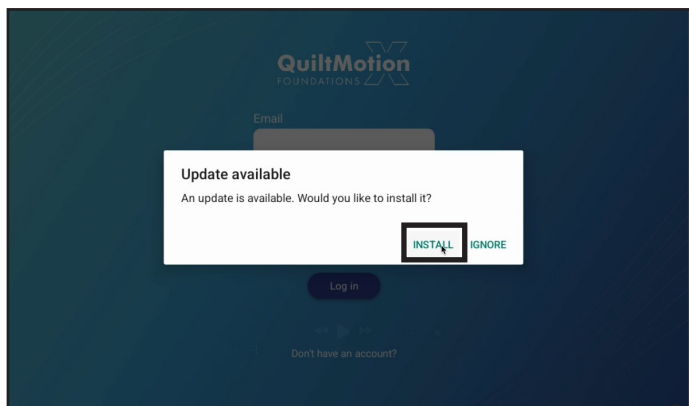 QuiltMotion
FOUNDATIONS
Email
Update available
An update is available. Would you like to install it?
INSTALL IGNORE
Log in
Don't have an account?